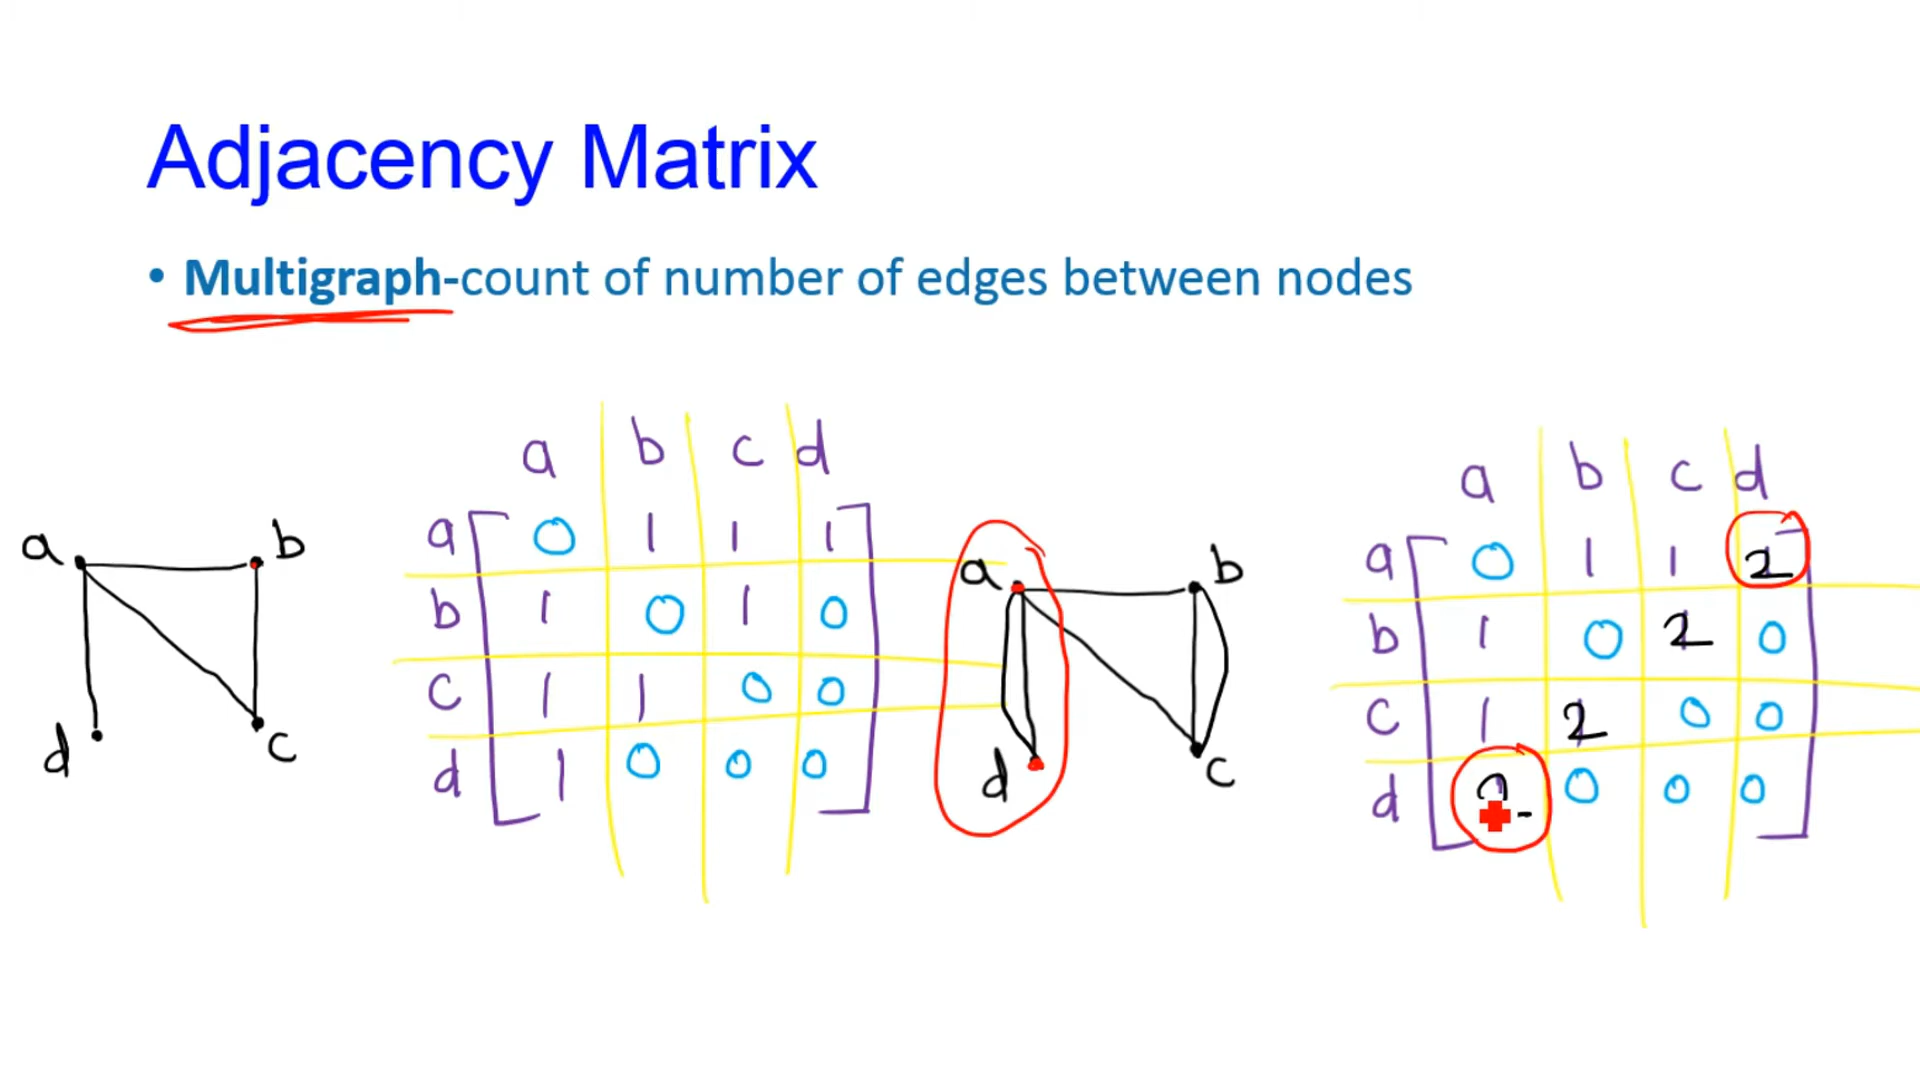 Adjacency Matrix
• Multigraph-count of number of edges between nodes
a b
d c
a b c d
a 0 1 1 1
b 1 0 1 0
c 1 1 0 0
d 1 0 0 0
a b
d c
a b c d
a 0 1 1 2
b 1 0 2 0
c 1 2 0 0
d 0 0 0